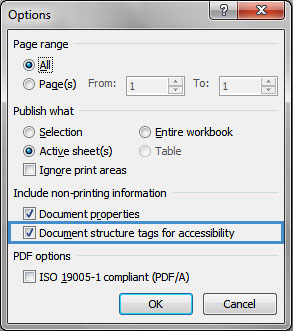 Options
Page range
All
Page(s) From: 1 To: 1
Publish what
Selection Entire workbook
Active sheet(s) Table
Ignore print areas
Include non-printing information
Document properties
Document structure tags for accessibility
PDF options
ISO 19005-1 compliant (PDF/A)
OK Cancel